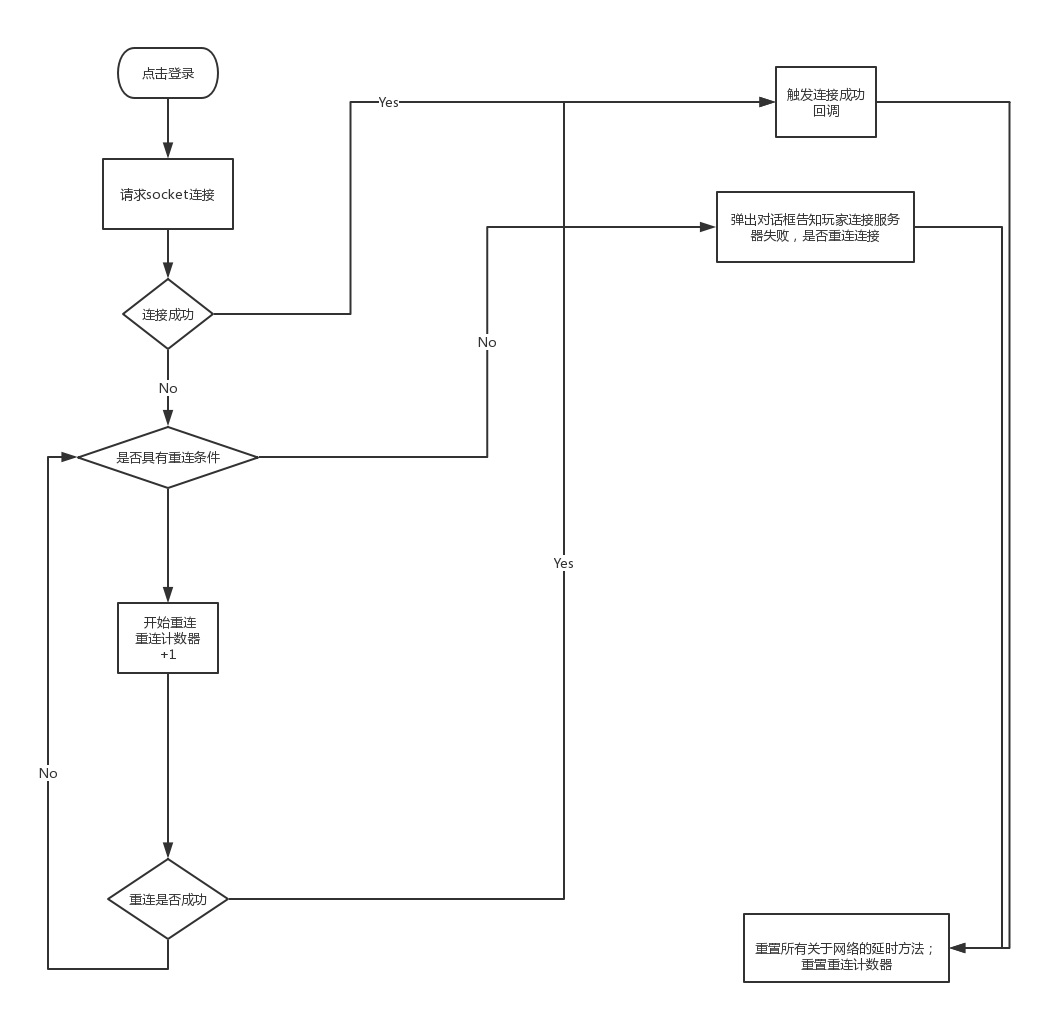 点击登录
请求socket连接
连接成功
Yes
触发连接成功
回调
弹出对话框告知玩家连接服务
器失败，是否重连连接
No
No
是否具有重连条件
Yes
开始重连
重连计数器
+1
No
重连是否成功
重置所有关于网络的延时方法；
重置重连计数器